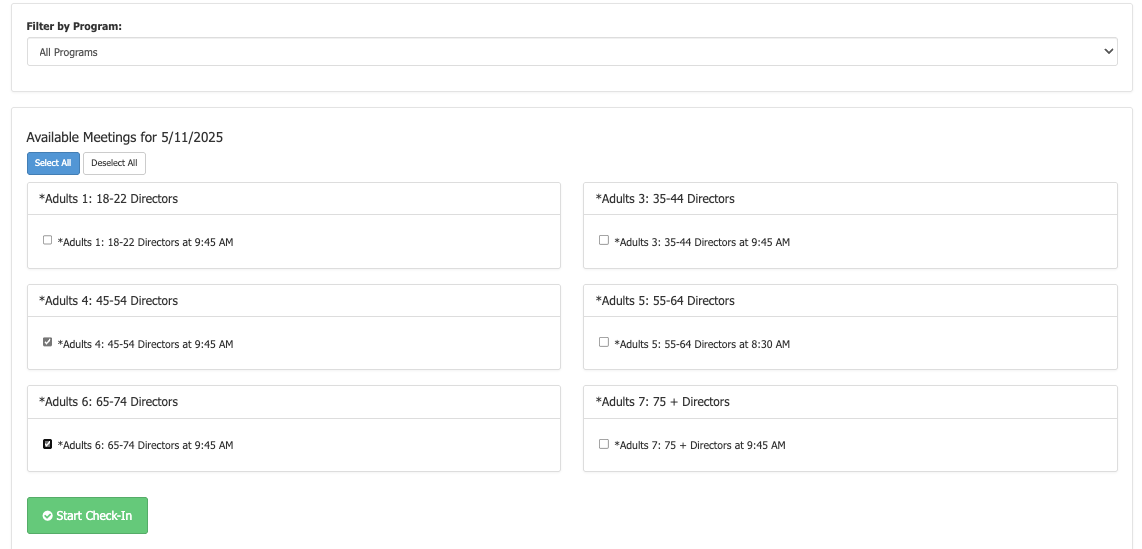 Filter by Program:
All Programs
Available Meetings for 5/11/2025
Select All
Deselect All
*Adults 1: 18-22 Directors
*Adults 1: 18-22 Directors at 9:45 AM
*Adults 3: 35-44 Directors
*Adults 3: 35-44 Directors at 9:45 AM
*Adults 4: 45-54 Directors
*Adults 4: 45-54 Directors at 9:45 AM
*Adults 5: 55-64 Directors
*Adults 5: 55-64 Directors at 8:30 AM
*Adults 6: 65-74 Directors
*Adults 6: 65-74 Directors at 9:45 AM
*Adults 7: 75 + Directors
*Adults 7: 75 + Directors at 9:45 AM
Start Check-In